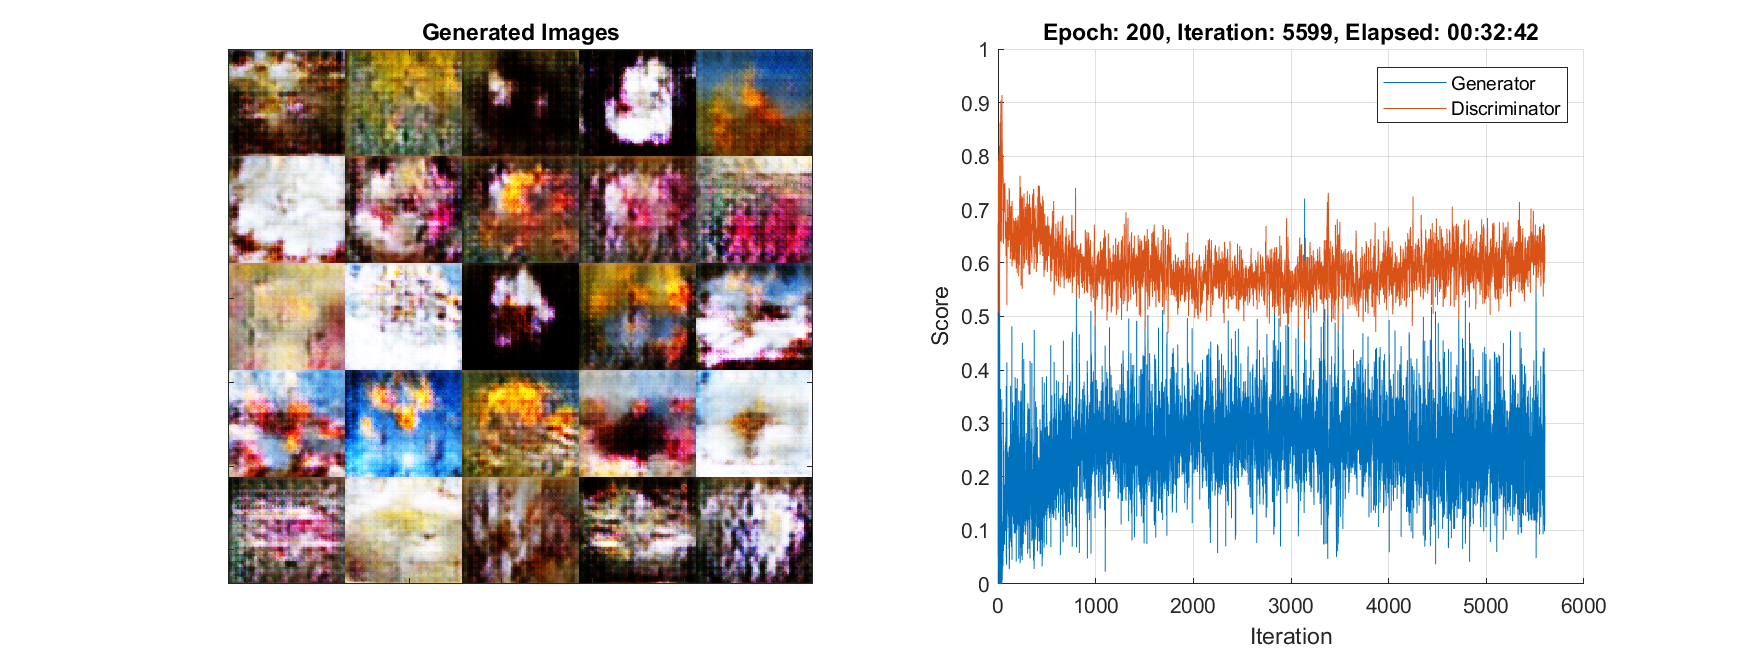 Generated Images
Epoch: 200, Iteration: 5599, Elapsed: 00:32:42
1
0.9
0.8
0.7
0.6
0.5
0.4
0.3
0.2
0.1
0
Score
Generator
Discriminator
0 1000 2000 3000 4000 5000 6000
Iteration